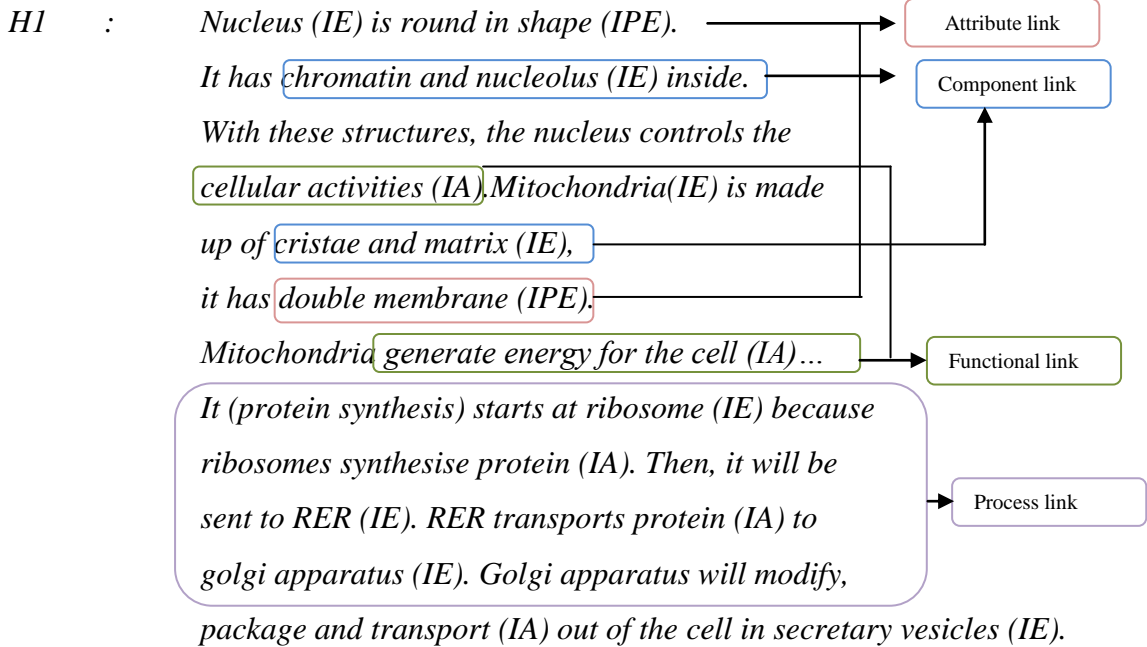 H1 : Nucleus (IE) is round in shape (IPE). Attribute link
It has chromatin and nucleolus (IE) inside. Component link
With these structures, the nucleus controls the
cellular activities (IA).Mitochondria(IE) is made
up of cristae and matrix (IE),
it has double membrane (IPE).
Mitochondria generate energy for the cell (IA)… Functional link
It (protein synthesis) starts at ribosome (IE) because
ribosomes synthesise protein (IA). Then, it will be
sent to RER (IE). RER transports protein (IA) to Process link
golgi apparatus (IE). Golgi apparatus will modify,
package and transport (IA) out of the cell in secretary vesicles (IE).